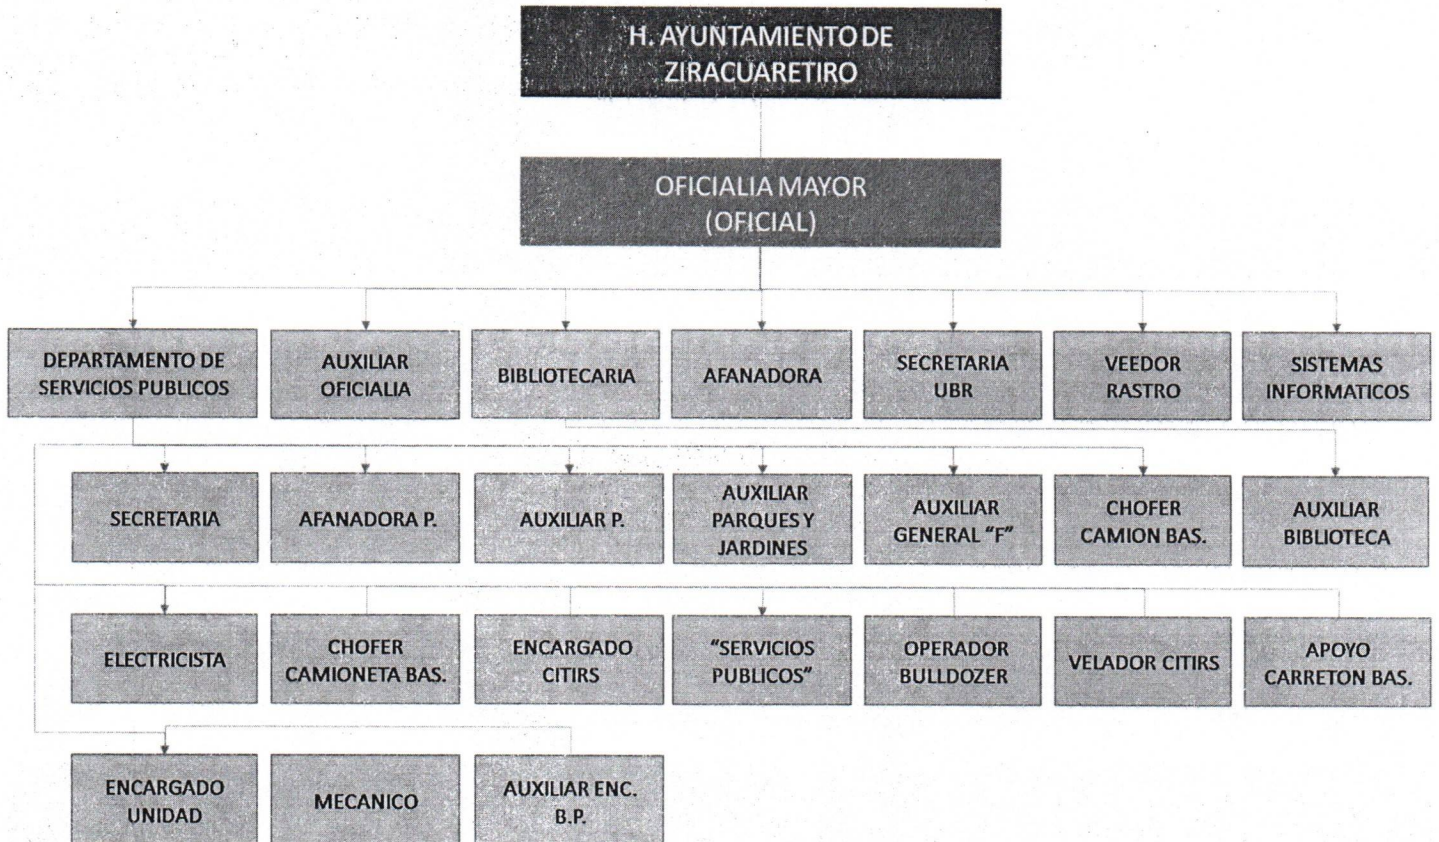 H. AYUNTAMIENTO DE
ZIRACUARETIRO
OFICIALIA MAYOR
(OFICIAL)
DEPARTAMENTO DE
SERVICIOS PUBLICOS
AUXILIAR
OFICIALIA
BIBLIOTECARIA
AFANADORA
SECRETARIA
UBR
VEEDOR
RASTRO
SISTEMAS
INFORMATICOS
SECRETARIA
AFANADORA P.
AUXILIAR P.
AUXILIAR
PARQUES Y
JARDINES
AUXILIAR
GENERAL "F"
CHOFER
CAMION BAS.
AUXILIAR
BIBLIOTECA
ELECTRICISTA
CHOFER
CAMIONETA BAS.
ENCARGADO
CITIRS
"SERVICIOS
PUBLICOS"
OPERADOR
BULLDOZER
VELADOR CITIRS
APOYO
CARRETON BAS.
ENCARGADO
UNIDAD
MECANICO
AUXILIAR ENC.
B.P.